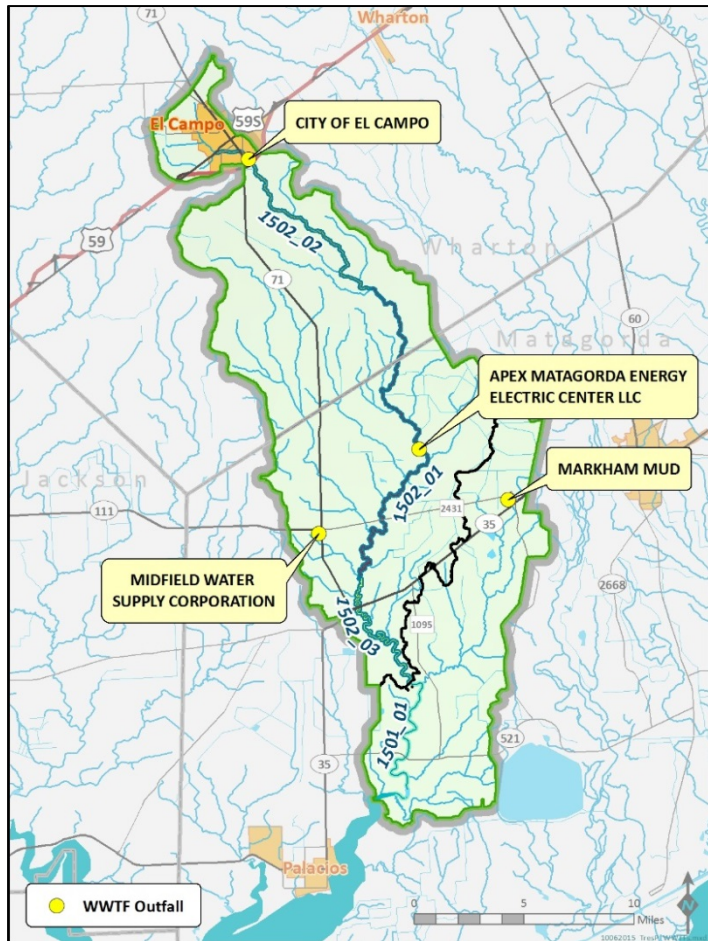 71
Wharton
59S
El Campo
CITY OF EL CAMPO
1502_02
59
Wharton
71
60
Matagorda
APEX MATAGORDA ENERGY
ELECTRIC CENTER LLC
Jackson
1502_01
MARKHAM MUD
111
2431
35
MIDFIELD WATER
SUPPLY CORPORATION
2668
1095
1502_03
1501_01
521
35
Palacios
WWTF Outfall
0
5
10
Miles